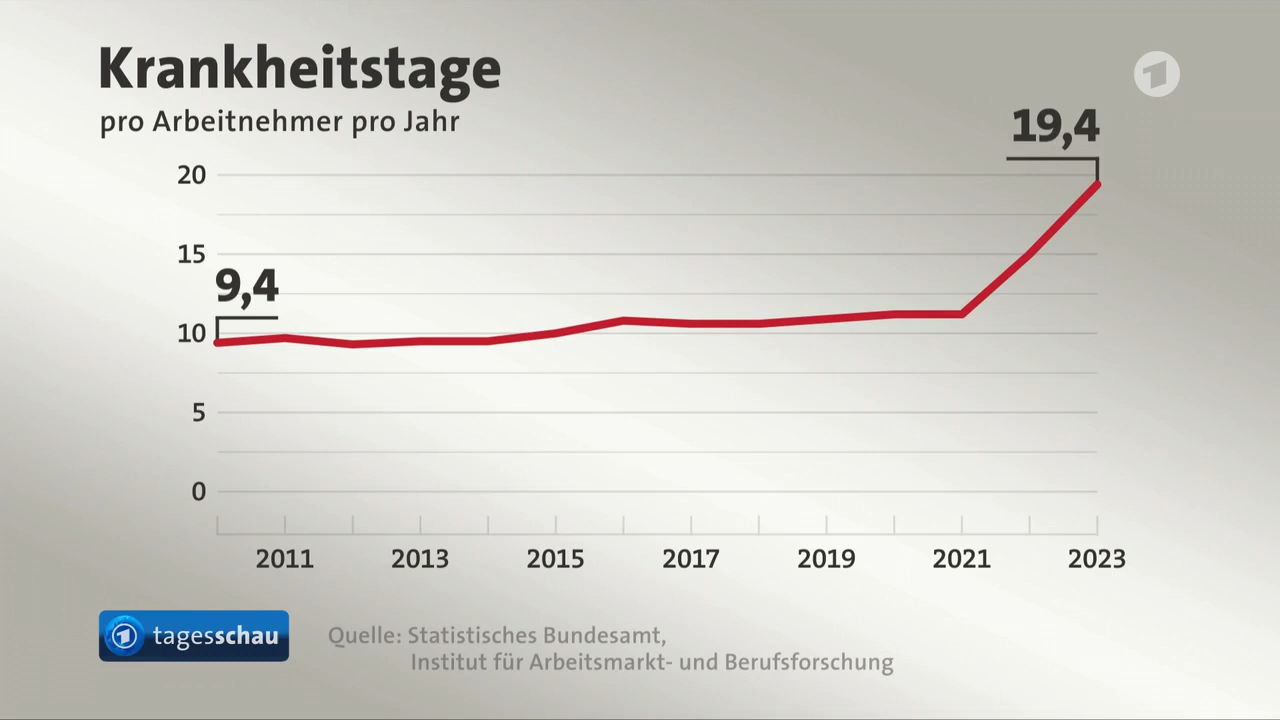 Krankheitstage
pro Arbeitnehmer pro Jahr
19,4
20
15
9,4
10
5
0
2011 2013 2015 2017 2019 2021 2023
tagesschau
Quelle: Statistisches Bundesamt,
Institut für Arbeitsmarkt- und Berufsforschung